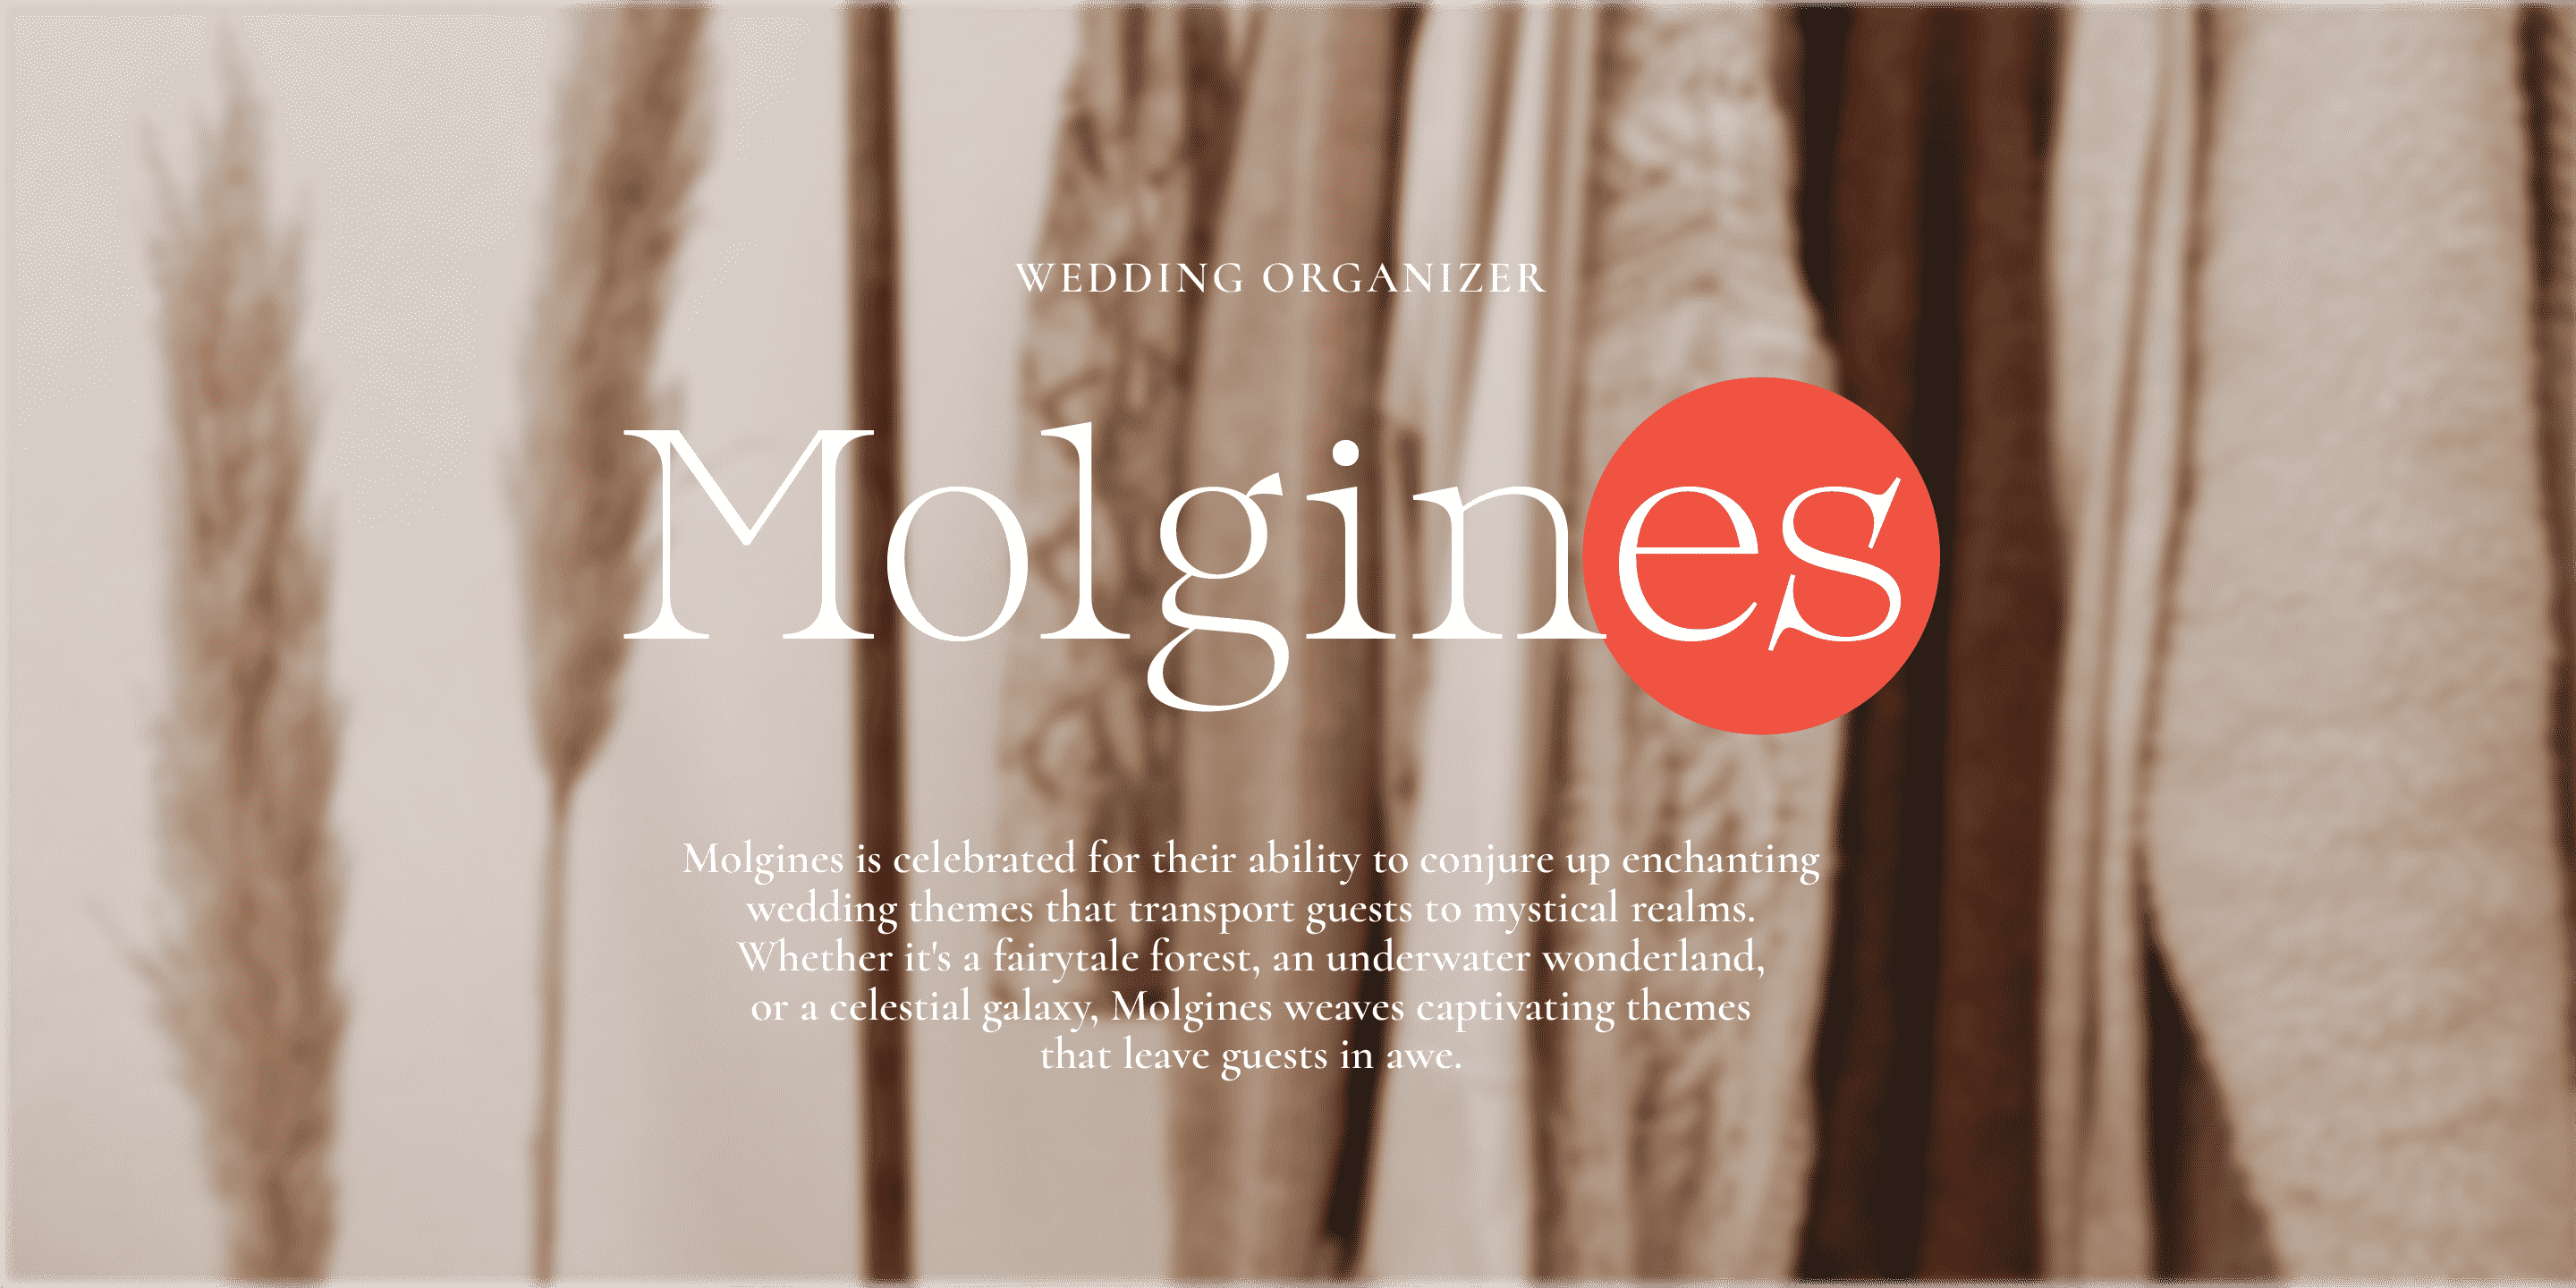 WEDDING ORGANIZER
Molgines
Molgines is celebrated for their ability to conjure up enchanting
wedding themes that transport guests to mystical realms.
Whether it's a fairytale forest, an underwater wonderland,
or a celestial galaxy, Molgines weaves captivating themes
that leave guests in awe.